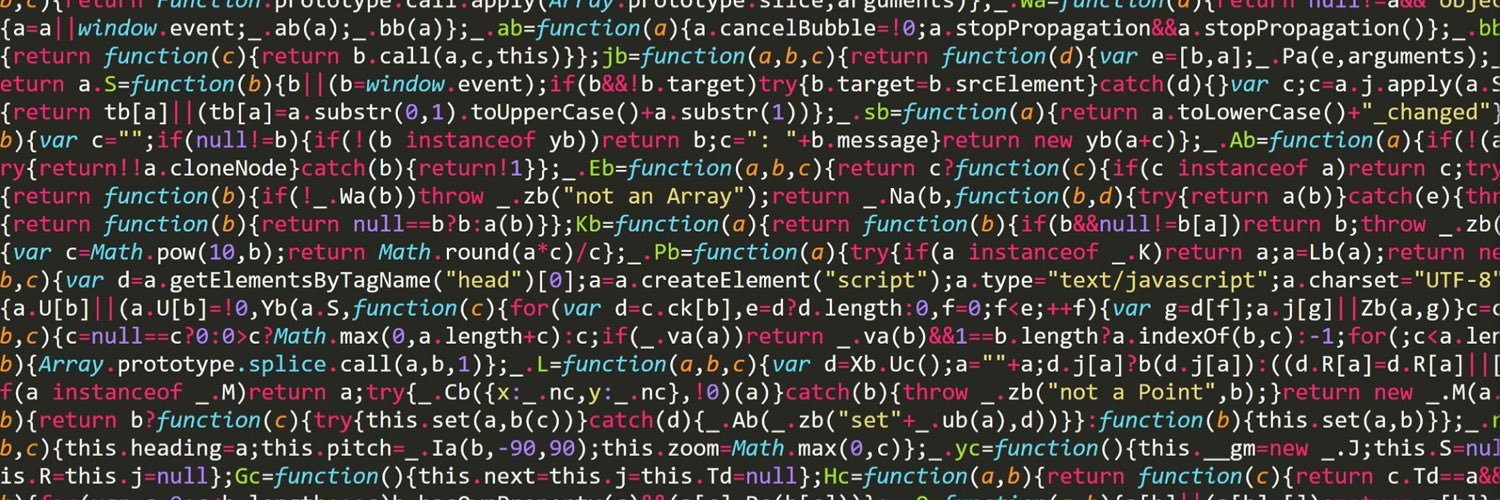 b,c){return Function.prototype.call.apply(Array.prototype.slice,arguments)};_.Wa=function(a){return null!=a&&"objec
{a=a||window.event;_.ab(a);_.bb(a)};_.ab=function(a){a.cancelBubble=!0;a.stopPropagation&&a.stopPropagation()};_.bb
{return function(c){return b.call(a,c,this)}};jb=function(a,b,c){return function(d){var e=[b,a];_.Pa(e,arguments);_
eturn a.S=function(b){b||(b=window.event);if(b&&!b.target)try{b.target=b.srcElement}catch(d){}var c;c=a.j.apply(a.S
{return tb[a]||(tb[a]=a.substr(0,1).toUpperCase()+a.substr(1))};_.sb=function(a){return a.toLowerCase()+"_changed"}
b){var c="";if(null!=b){if(!(b instanceof yb))return b;c=": "+b.message}return new yb(a+c)};_.Ab=function(a){if(!(a
ry{return!!a.cloneNode}catch(b){return!1}};_.Eb=function(a,b,c){return c?function(c){if(c instanceof a)return c;try
{return function(b){if(!_.Wa(b))throw _.zb("not an Array");return _.Na(b,function(b,d){try{return a(b)}catch(e){thr
{return function(b){return null==b?b:a(b)}};Kb=function(a){return function(b){if(b&&null!=b[a])return b;throw _.zb(
{var c=Math.pow(10,b);return Math.round(a*c)/c};_.Pb=function(a){try{if(a instanceof _.K)return a;a=Lb(a);return ne
b,c){var d=a.getElementsByTagName("head")[0];a=a.createElement("script");a.type="text/javascript";a.charset="UTF-8"
{a.U[b]||(a.U[b]=!0,Yb(a.S,function(c){for(var d=c.ck[b],e=d?d.length:0,f=0;f<e;++f){var g=d[f];a.j[g]||Zb(a,g)}c=c
b,c){c=null==c?0:0>c?Math.max(0,a.length+c):c;if(_.va(a))return _.va(b)&&1==b.length?a.indexOf(b,c):-1;for(;c<a.len
b){Array.prototype.splice.call(a,b,1)};_.L=function(a,b,c){var d=Xb.Uc();a=""+a;d.j[a]?b(d.j[a]):((d.R[a]=d.R[a]||[
f(a instanceof _.M)return a;try{_.Cb({x:_.nc,y:_.nc},!0)(a)}catch(b){throw _.zb("not a Point",b);}return new _.M(a.
b){return b?function(c){try{this.set(a,b(c))}catch(d){_.Ab(_.zb("set"+_.ub(a),d))}}:function(b){this.set(a,b)}};_.r
b,c){this.heading=a;this.pitch=_.Ia(b,-90,90);this.zoom=Math.max(0,c)};_.yc=function(){this.__gm=new _.J;this.S=nul
is.R=this.j=null};Gc=function(){this.next=this.j=this.Td=null};Hc=function(a,b){return function(c){return c.Td==a&&